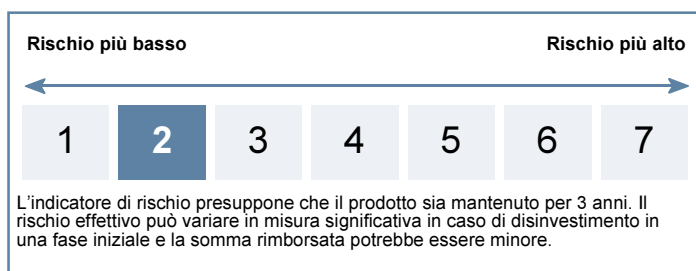 Rischio più basso Rischio più alto
1 2 3 4 5 6 7
L'indicatore di rischio presuppone che il prodotto sia mantenuto per 3 anni. Il
rischio effettivo può variare in misura significativa in caso di disinvestimento in
una fase iniziale e la somma rimborsata potrebbe essere minore.